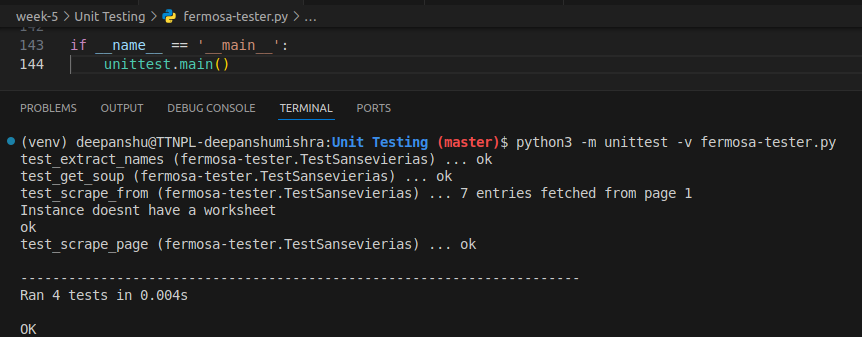 week-5 > Unit Testing > fermosa-tester.py > ...
142
143 if __name__ == '__main__':
144 unittest.main()
PROBLEMS OUTPUT DEBUG CONSOLE TERMINAL PORTS
(venv) deepanshu@TTNPL-deepanshumishra:Unit Testing (master)$ python3 -m unittest -v fermosa-tester.py
test_extract_names (fermosa-tester.TestSansevierias) ... ok
test_get_soup (fermosa-tester.TestSansevierias) ... ok
test_scrape_from (fermosa-tester.TestSansevierias) ... 7 entries fetched from page 1
Instance doesnt have a worksheet
ok
test_scrape_page (fermosa-tester.TestSansevierias) ... ok
----------------------------------------------------------------------
Ran 4 tests in 0.004s
OK